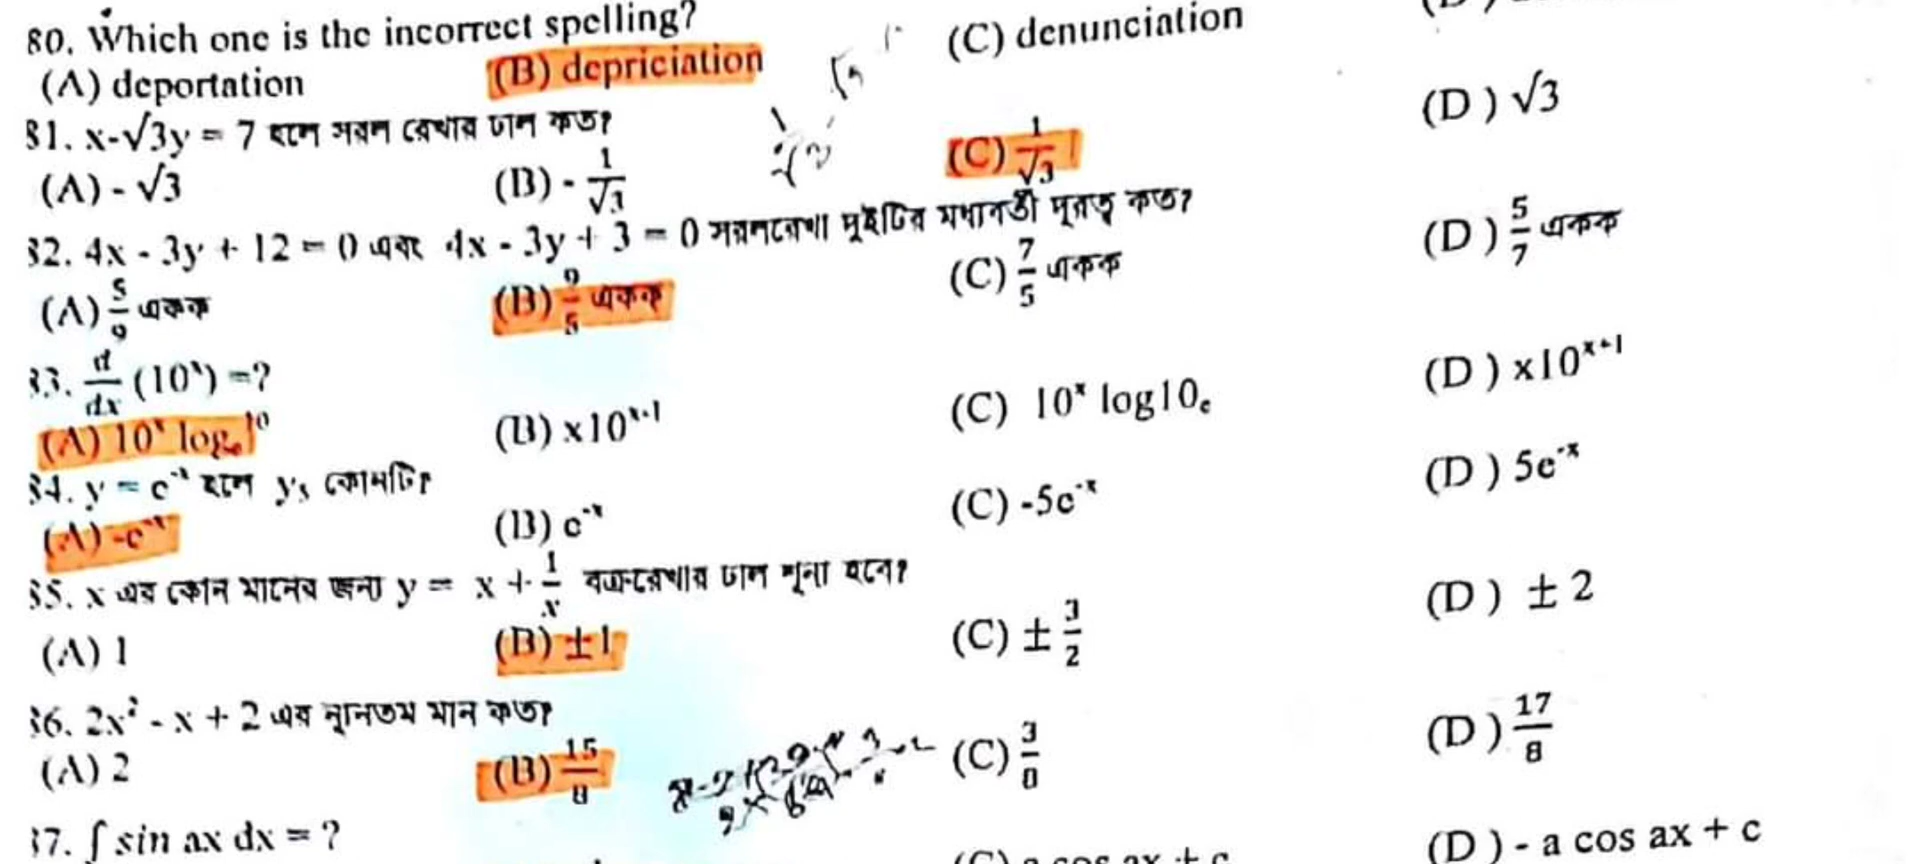 80. Which one is the incorrect spelling?
(A) deportation (B) depriciation (C) denunciation
81. x-√3y = 7 হলে সরল রেখার ঢাল কত?
(A) - √3 (B) - 1/√3 (C) 1/√3 (D) √3
82. 4x - 3y + 12 = 0 এবং 4x - 3y + 3 = 0 সরলরেখা দুইটির মধ্যবর্তী দূরত্ব কত?
(A) 5/9 একক (B) 9/5 একক (C) 7/5 একক (D) 5/7 একক
83. d/dx (10ˣ) =?
(A) 10ˣ logₑ10 (B) x10ˣ⁻¹ (C) 10ˣ log10ₑ (D) x10ˣ⁺¹
84. y = e⁻ˣ হলে y₅ কোনটি?
(A) -e⁻ˣ (B) e⁻ˣ (C) -5e⁻ˣ (D) 5e⁻ˣ
85. x এর কোন মানের জন্য y = x + 1/x বক্ররেখার ঢাল শূন্য হবে?
(A) 1 (B) ±1 (C) ± 3/2 (D) ± 2
86. 2x² - x + 2 এর ন্যূনতম মান কত?
(A) 2 (B) 15/8 (C) 3/8 (D) 17/8
87. ∫ sin ax dx = ?
(C) a cos ax + c (D) - a cos ax + c